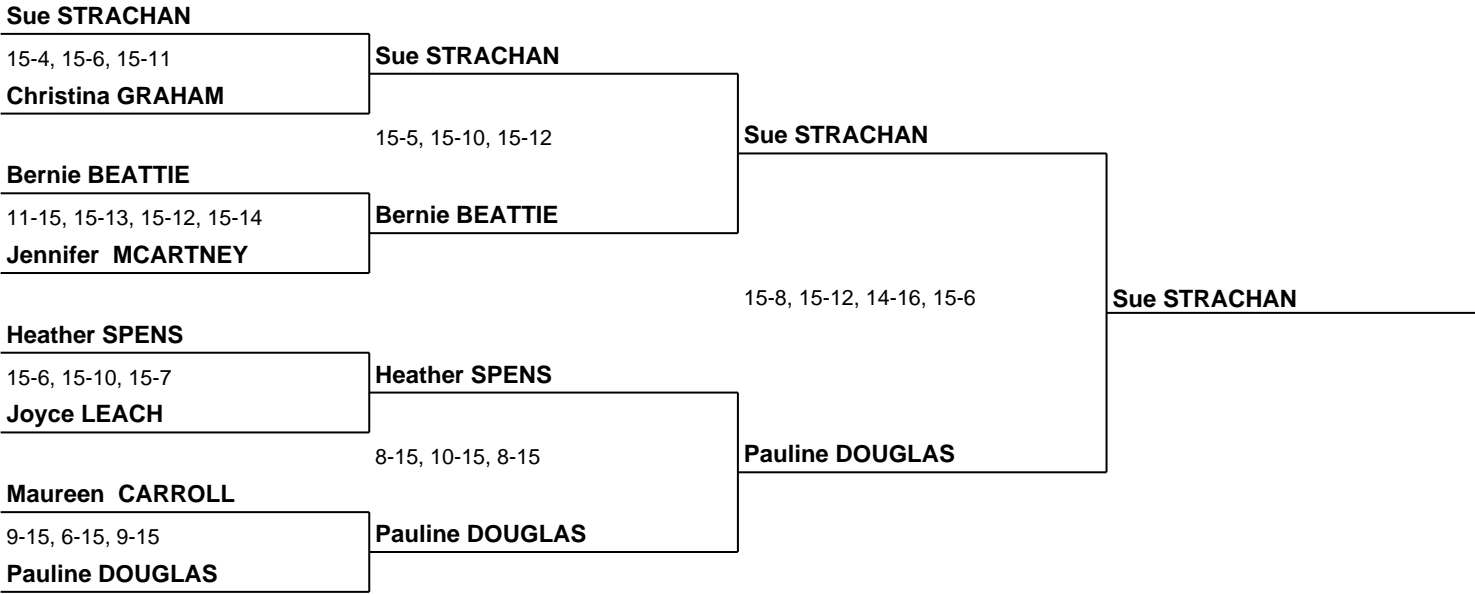 Sue STRACHAN
15-4, 15-6, 15-11
Sue STRACHAN
Christina GRAHAM
15-5, 15-10, 15-12
Sue STRACHAN
Bernie BEATTIE
11-15, 15-13, 15-12, 15-14
Bernie BEATTIE
Jennifer  MCARTNEY
15-8, 15-12, 14-16, 15-6
Sue STRACHAN
Heather SPENS
15-6, 15-10, 15-7
Heather SPENS
Joyce LEACH
8-15, 10-15, 8-15
Pauline DOUGLAS
Maureen  CARROLL
9-15, 6-15, 9-15
Pauline DOUGLAS
Pauline DOUGLAS